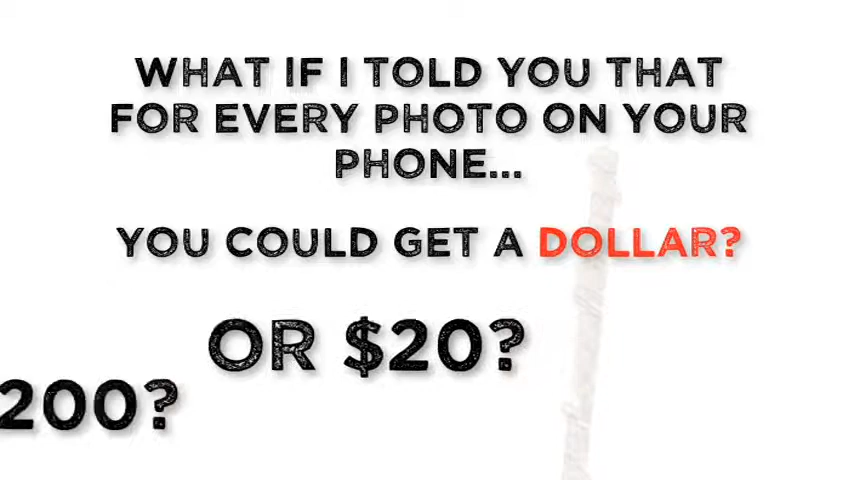 WHAT IF I TOLD YOU THAT
FOR EVERY PHOTO ON YOUR
PHONE...
YOU COULD GET A DOLLAR?
OR $20?
200?